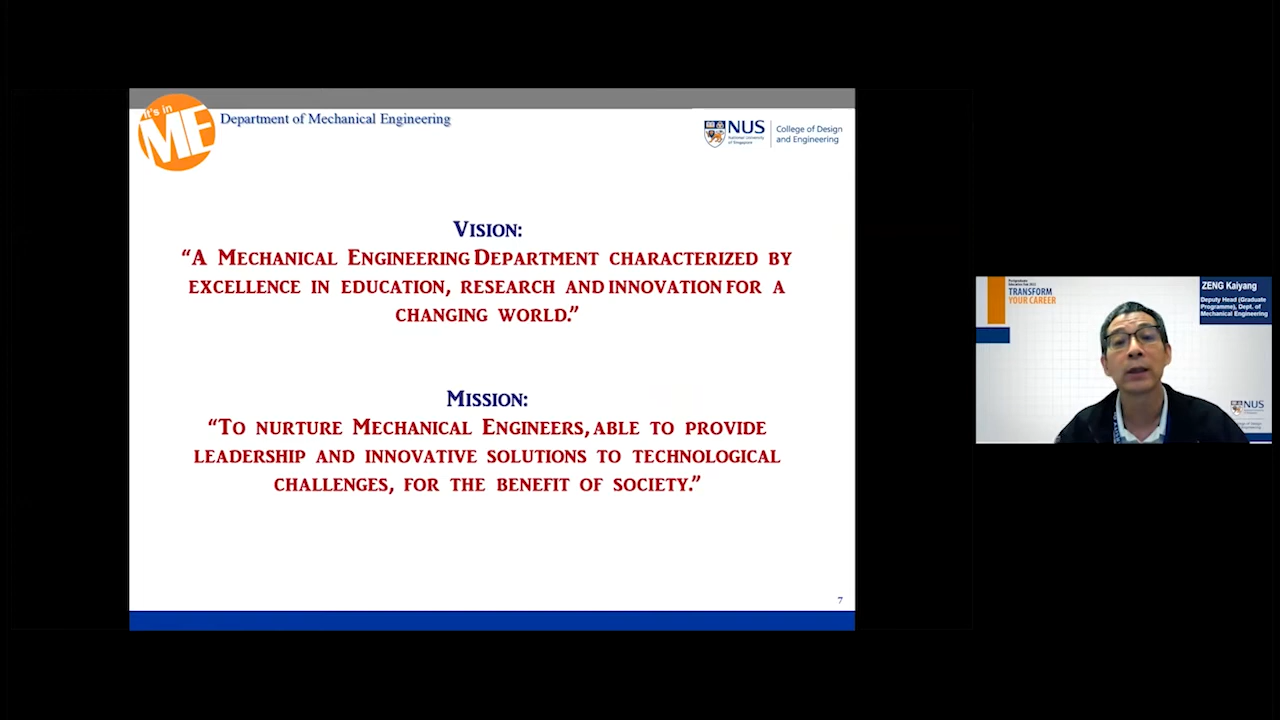 It's in
ME
Department of Mechanical Engineering
NUS
National University
of Singapore
College of Design
and Engineering
VISION:
“A MECHANICAL ENGINEERING DEPARTMENT CHARACTERIZED BY
EXCELLENCE IN EDUCATION, RESEARCH AND INNOVATION FOR A
CHANGING WORLD.”
MISSION:
“TO NURTURE MECHANICAL ENGINEERS, ABLE TO PROVIDE
LEADERSHIP AND INNOVATIVE SOLUTIONS TO TECHNOLOGICAL
CHALLENGES, FOR THE BENEFIT OF SOCIETY.”
7
TRANSFORM
YOUR CAREER
ZENG Kaiyang
Deputy Head (Graduate
Programme), Dept. of
Mechanical Engineering
NUS